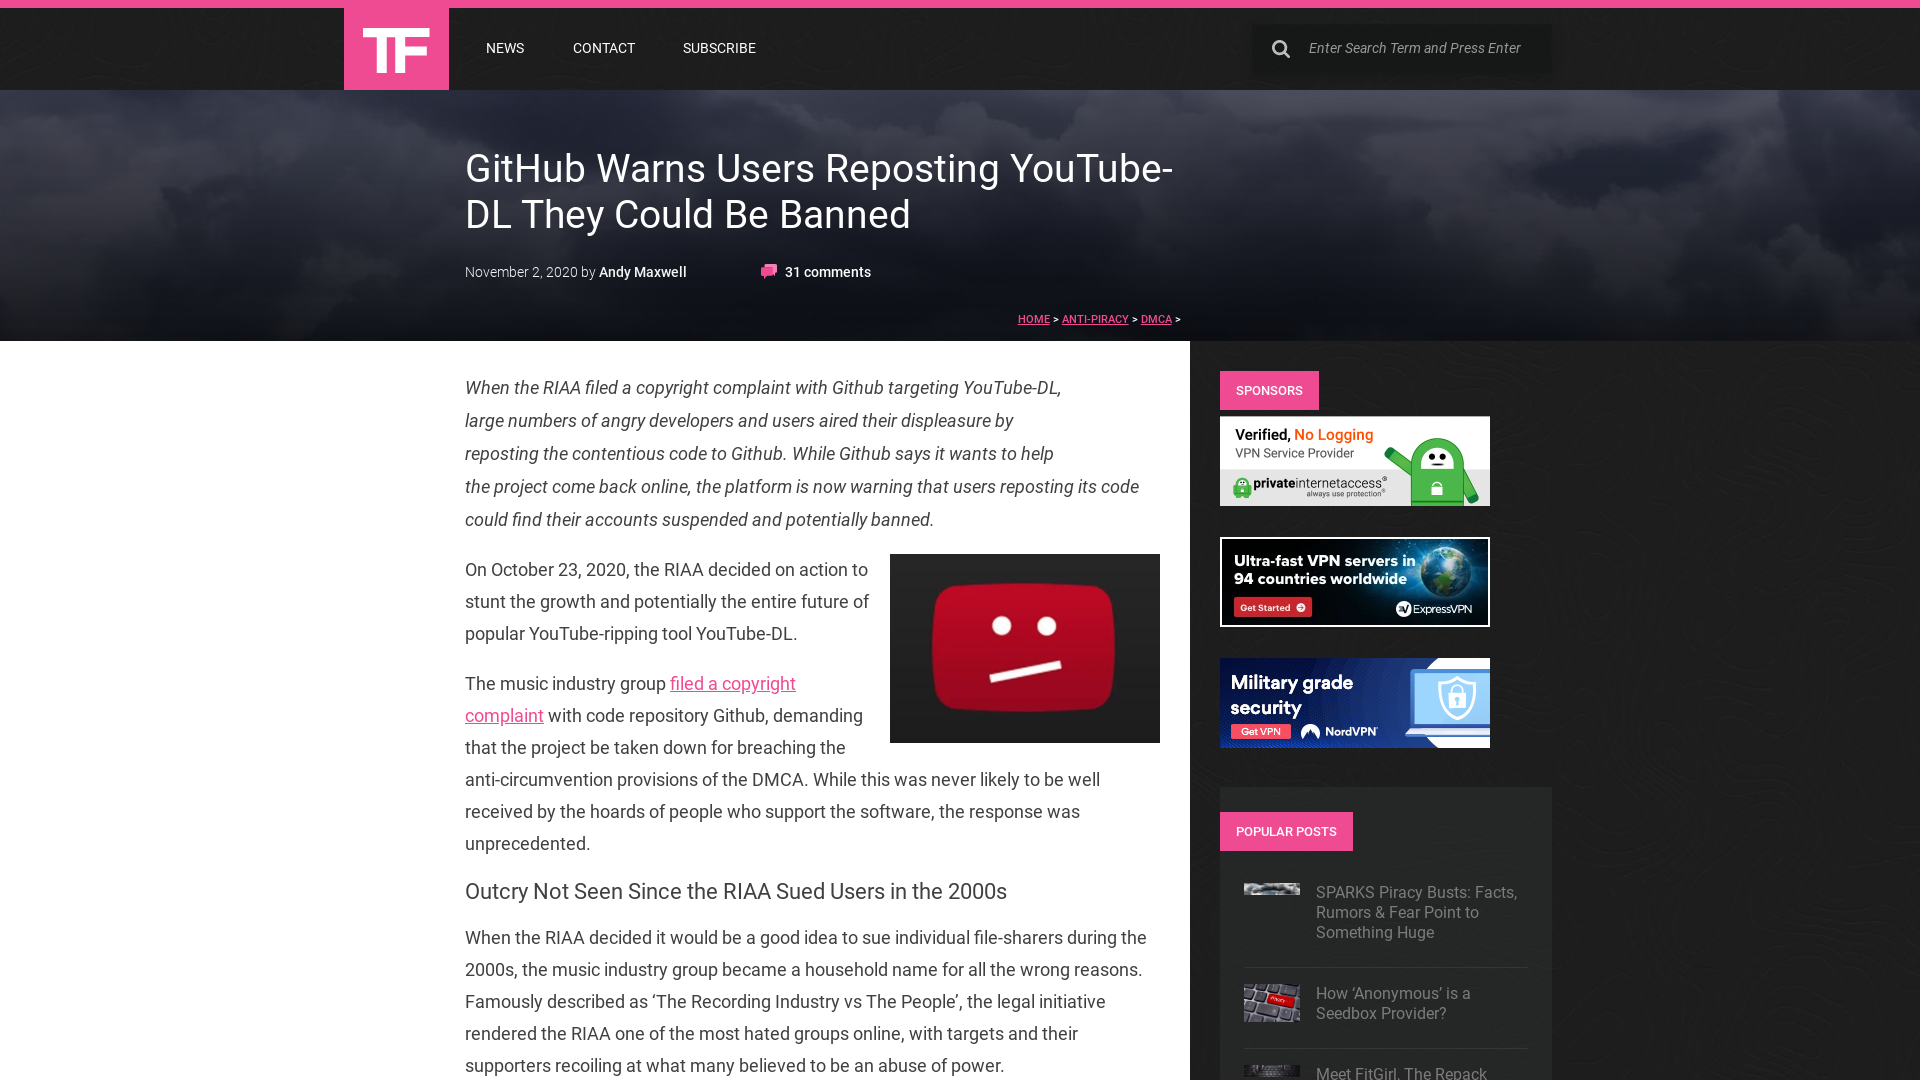 TF
NEWS
CONTACT
SUBSCRIBE
Enter Search Term and Press Enter
GitHub Warns Users Reposting YouTube-
DL They Could Be Banned
November 2, 2020 by Andy Maxwell
31 comments
HOME > ANTI-PIRACY > DMCA >
When the RIAA filed a copyright complaint with Github targeting YouTube-DL,
large numbers of angry developers and users aired their displeasure by
reposting the contentious code to Github. While Github says it wants to help
the project come back online, the platform is now warning that users reposting its code
could find their accounts suspended and potentially banned.
On October 23, 2020, the RIAA decided on action to
stunt the growth and potentially the entire future of
popular YouTube-ripping tool YouTube-DL.
The music industry group filed a copyright
complaint with code repository Github, demanding
that the project be taken down for breaching the
anti-circumvention provisions of the DMCA. While this was never likely to be well
received by the hoards of people who support the software, the response was
unprecedented.
Outcry Not Seen Since the RIAA Sued Users in the 2000s
When the RIAA decided it would be a good idea to sue individual file-sharers during the
2000s, the music industry group became a household name for all the wrong reasons.
Famously described as ‘The Recording Industry vs The People’, the legal initiative
rendered the RIAA one of the most hated groups online, with targets and their
supporters recoiling at what many believed to be an abuse of power.
SPONSORS
Verified, No Logging
VPN Service Provider
privateinternetaccess®
always use protection®
Ultra-fast VPN servers in
94 countries worldwide
Get Started
ExpressVPN
Military grade
security
Get VPN
NordVPN®
POPULAR POSTS
SPARKS Piracy Busts: Facts,
Rumors & Fear Point to
Something Huge
How ‘Anonymous’ is a
Seedbox Provider?
Meet FitGirl, The Repack